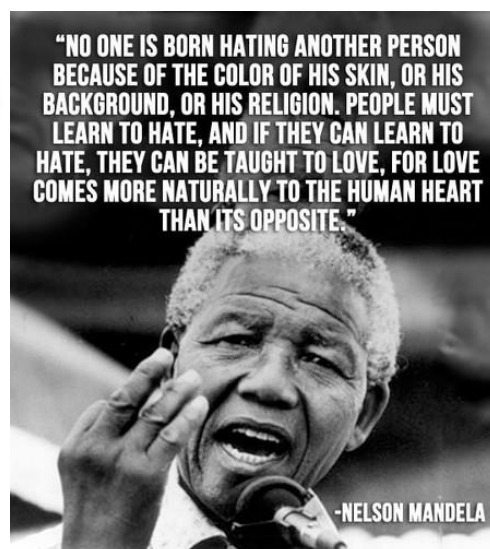 “NO ONE IS BORN HATING ANOTHER PERSON
BECAUSE OF THE COLOR OF HIS SKIN, OR HIS
BACKGROUND, OR HIS RELIGION. PEOPLE MUST
LEARN TO HATE, AND IF THEY CAN LEARN TO
HATE, THEY CAN BE TAUGHT TO LOVE, FOR LOVE
COMES MORE NATURALLY TO THE HUMAN HEART
THAN ITS OPPOSITE.”
-NELSON MANDELA